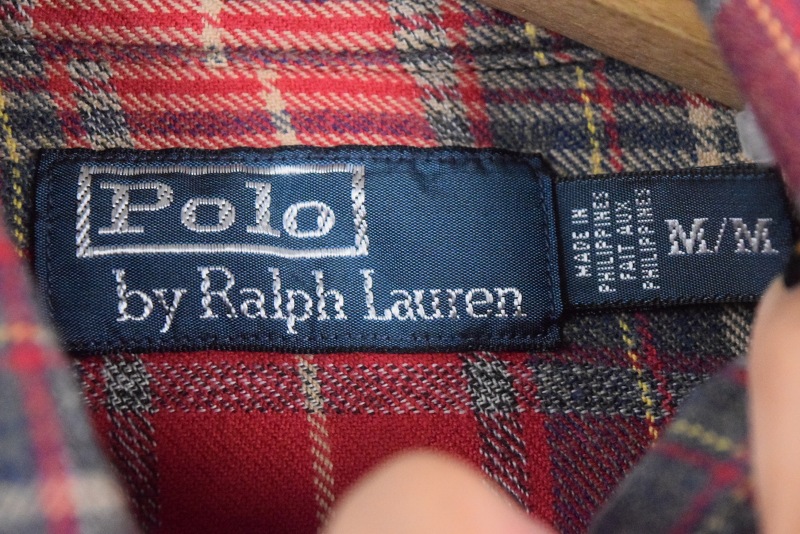 Polo
by Ralph Lauren
MADE IN
PHILIPPINES
FAIT AUX
PHILIPPINES
M/M